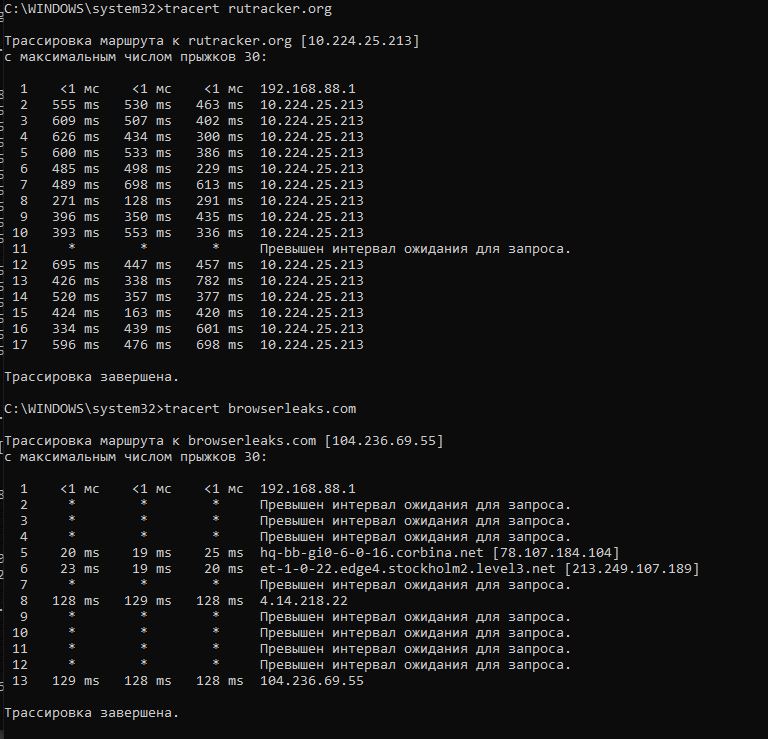 C:\WINDOWS\system32>tracert rutracker.org
Трассировка маршрута к rutracker.org [10.224.25.213]
с максимальным числом прыжков 30:
1 <1 мс <1 мс <1 мс 192.168.88.1
2 555 ms 530 ms 463 ms 10.224.25.213
3 609 ms 507 ms 402 ms 10.224.25.213
4 626 ms 434 ms 300 ms 10.224.25.213
5 600 ms 533 ms 386 ms 10.224.25.213
6 485 ms 498 ms 229 ms 10.224.25.213
7 489 ms 698 ms 613 ms 10.224.25.213
8 271 ms 128 ms 291 ms 10.224.25.213
9 396 ms 350 ms 435 ms 10.224.25.213
10 393 ms 553 ms 336 ms 10.224.25.213
11 * * * Превышен интервал ожидания для запроса.
12 695 ms 447 ms 457 ms 10.224.25.213
13 426 ms 338 ms 782 ms 10.224.25.213
14 520 ms 357 ms 377 ms 10.224.25.213
15 424 ms 163 ms 420 ms 10.224.25.213
16 334 ms 439 ms 601 ms 10.224.25.213
17 596 ms 476 ms 698 ms 10.224.25.213
Трассировка завершена.
C:\WINDOWS\system32>tracert browserleaks.com
Трассировка маршрута к browserleaks.com [104.236.69.55]
с максимальным числом прыжков 30:
1 <1 мс <1 мс <1 мс 192.168.88.1
2 * * * Превышен интервал ожидания для запроса.
3 * * * Превышен интервал ожидания для запроса.
4 * * * Превышен интервал ожидания для запроса.
5 20 ms 19 ms 25 ms hq-bb-gi0-6-0-16.corbina.net [78.107.184.104]
6 23 ms 19 ms 20 ms et-1-0-22.edge4.stockholm2.level3.net [213.249.107.189]
7 * * * Превышен интервал ожидания для запроса.
8 128 ms 129 ms 128 ms 4.14.218.22
9 * * * Превышен интервал ожидания для запроса.
10 * * * Превышен интервал ожидания для запроса.
11 * * * Превышен интервал ожидания для запроса.
12 * * * Превышен интервал ожидания для запроса.
13 129 ms 128 ms 128 ms 104.236.69.55
Трассировка завершена.